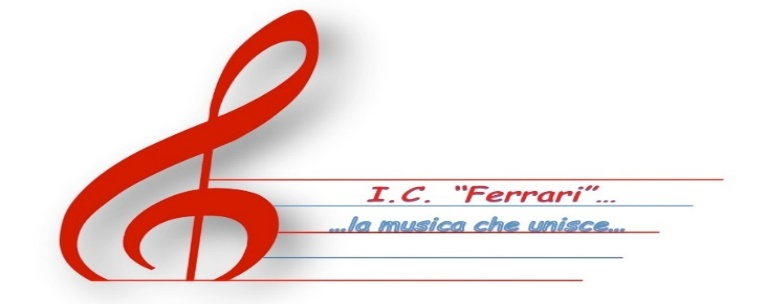 I.C. "Ferrari"...
...la musica che unisce...